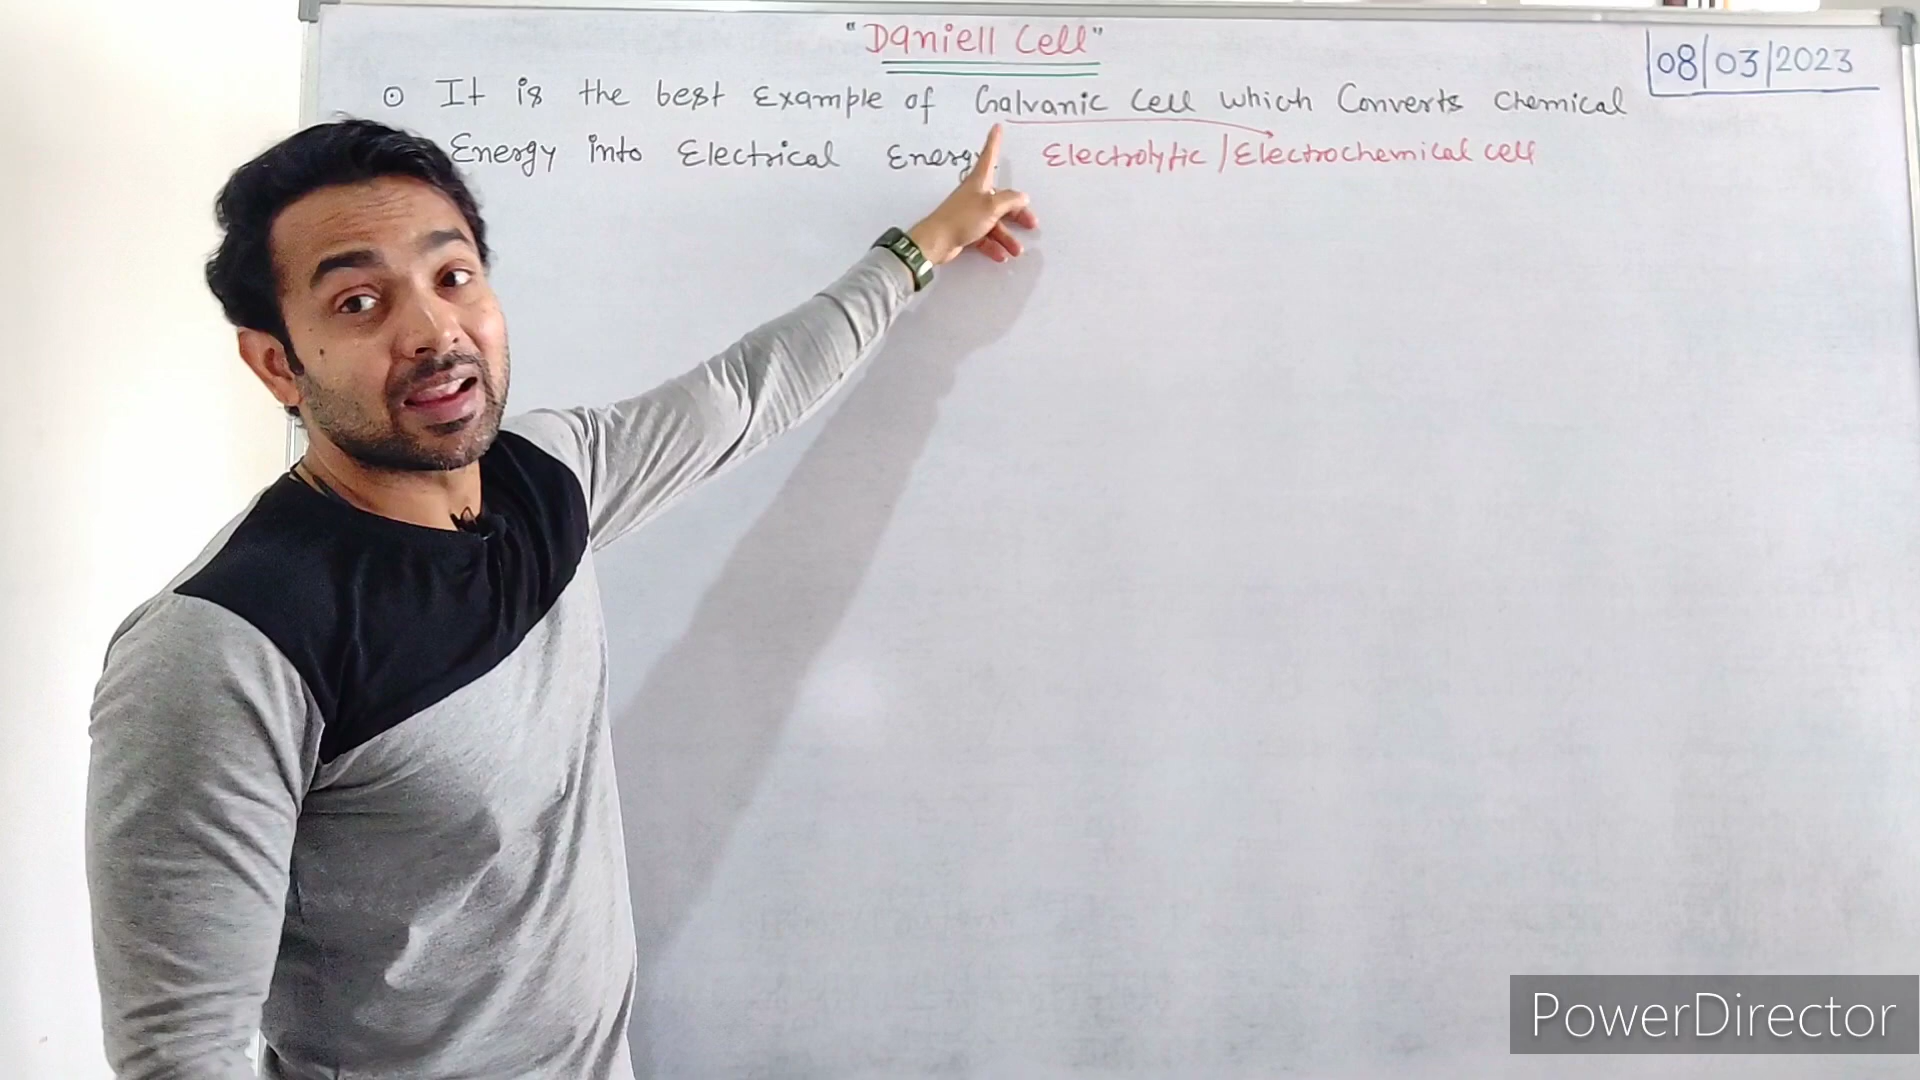 "Daniell Cell"
08/03/2023
⊙ It is the best Example of Galvanic Cell which Converts Chemical
Energy into Electrical Energy. Electrolytic / Electrochemical cell
PowerDirector